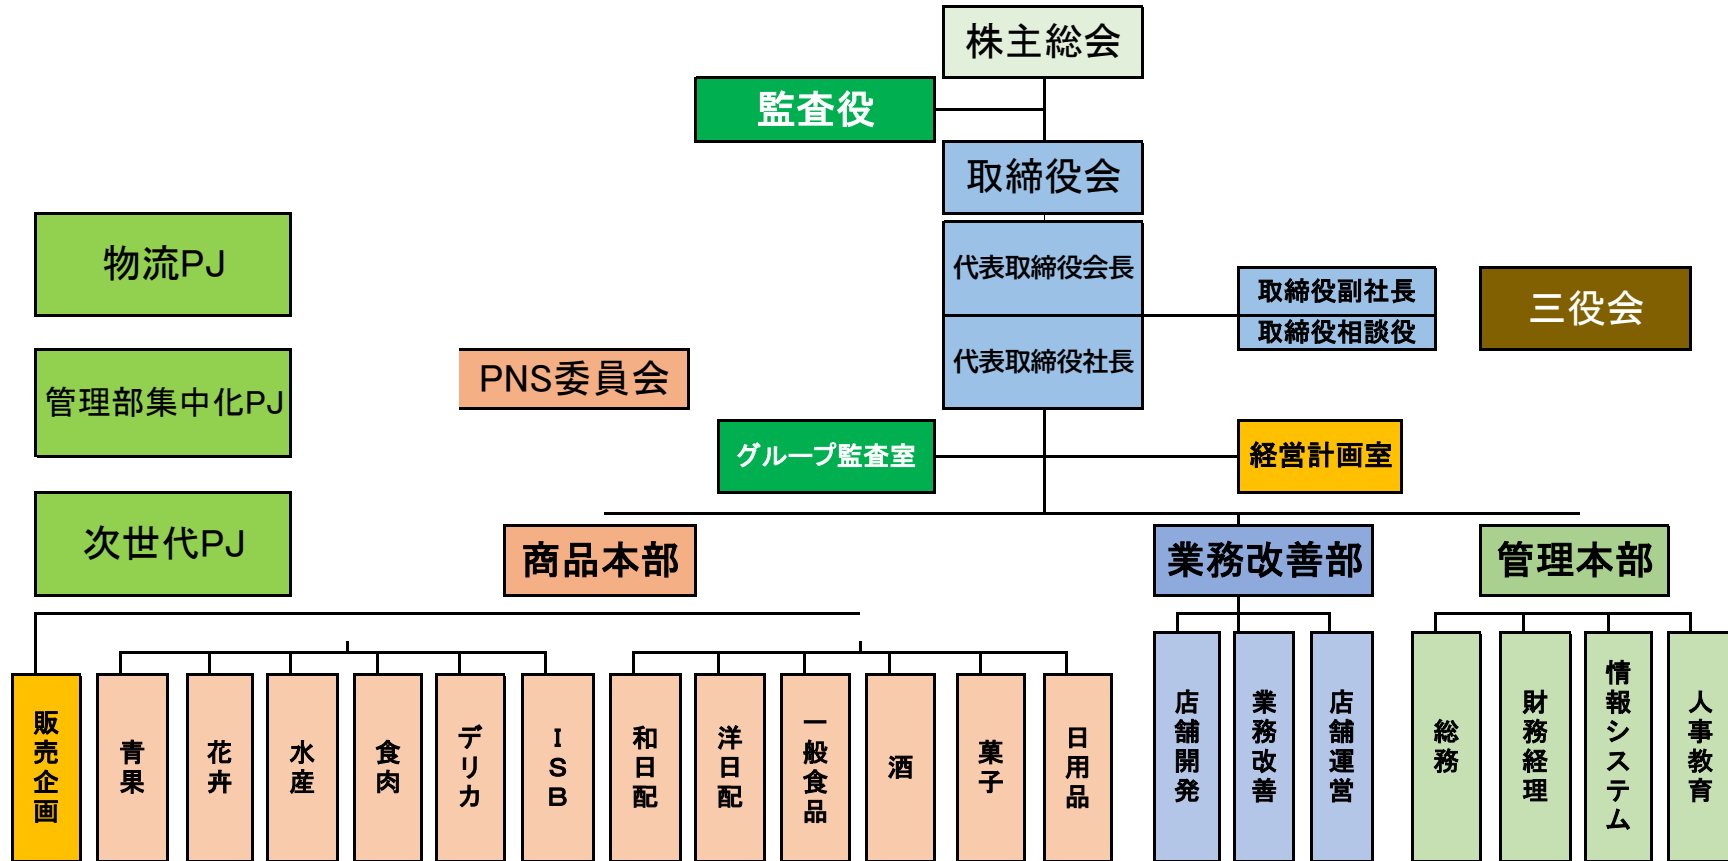 株主総会
監査役
取締役会
物流PJ
代表取締役会長
取締役副社長
三役会
取締役相談役
管理部集中化PJ
PNS委員会
代表取締役社長
グループ監査室
経営計画室
次世代PJ
商品本部
業務改善部
管理本部
販売企画
青果
花卉
水産
食肉
デリカ
ＩＳＢ
和日配
洋日配
一般食品
酒
菓子
日用品
店舗開発
業務改善
店舗運営
総務
財務経理
情報システム
人事教育